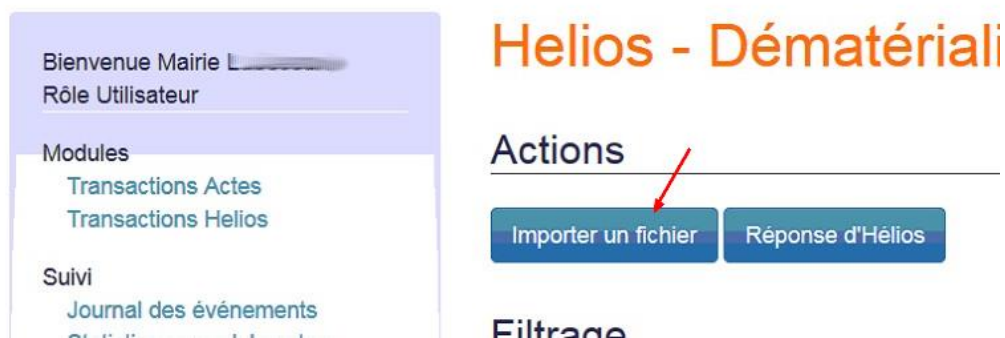 Bienvenue Mairie
Rôle Utilisateur
Modules
Transactions Actes
Transactions Helios
Suivi
Journal des événements
Helios - Dématériali
Actions
Importer un fichier
Réponse d'Hélios
Filtrage